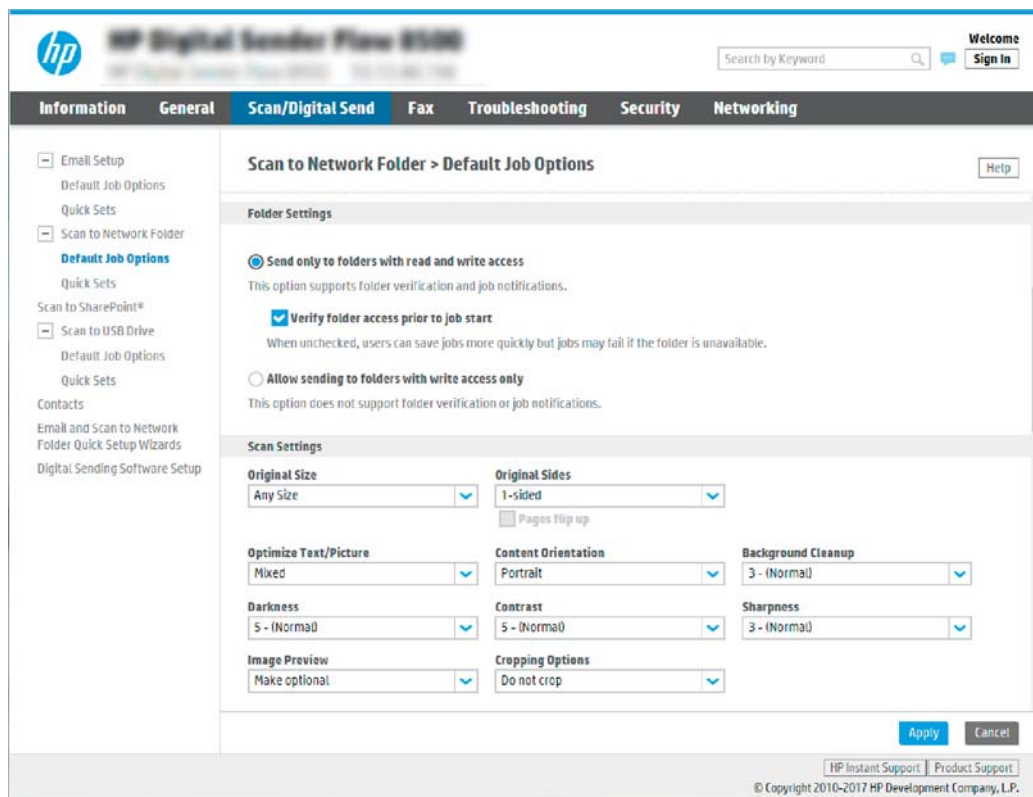 hp
HP Digital Sender Flow 8500
Welcome
Search by Keyword
Sign In
Information General Scan/Digital Send Fax Troubleshooting Security Networking
Email Setup
Default Job Options
Quick Sets
Scan to Network Folder
Default Job Options
Quick Sets
Scan to SharePoint®
Scan to USB Drive
Default Job Options
Quick Sets
Contacts
Email and Scan to Network
Folder Quick Setup Wizards
Digital Sending Software Setup
Scan to Network Folder > Default Job Options
Help
Folder Settings
Send only to folders with read and write access
This option supports folder verification and job notifications.
Verify folder access prior to job start
When unchecked, users can save jobs more quickly but jobs may fail if the folder is unavailable.
Allow sending to folders with write access only
This option does not support folder verification or job notifications.
Scan Settings
Original Size Original Sides
Any Size 1-sided
Pages flip up
Optimize Text/Picture Content Orientation Background Cleanup
Mixed Portrait 3 - (Normal)
Darkness Contrast Sharpness
5 - (Normal) 5 - (Normal) 3 - (Normal)
Image Preview Cropping Options
Make optional Do not crop
Apply Cancel
HP Instant Support Product Support
© Copyright 2010-2017 HP Development Company, L.P.